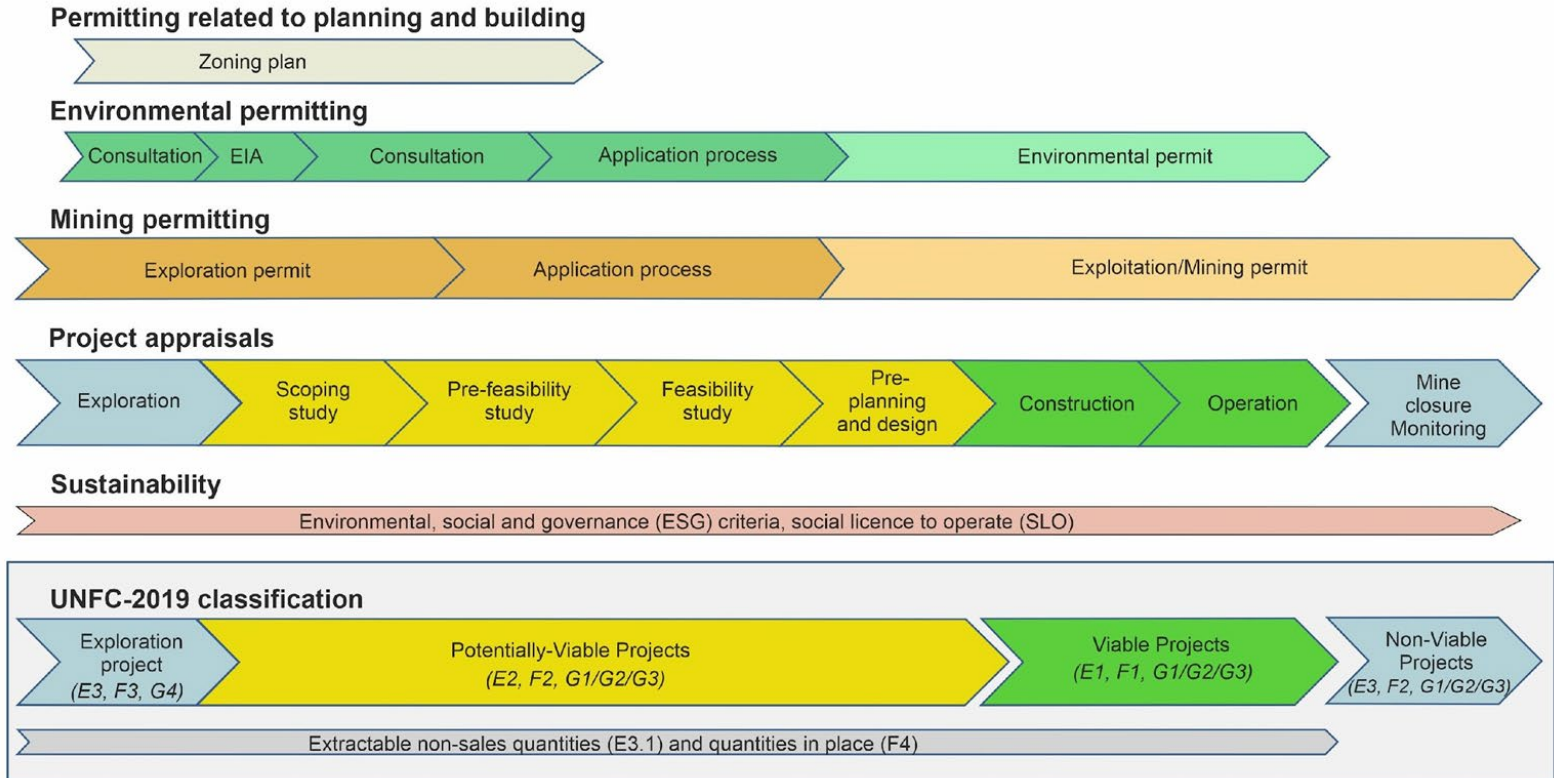 Permitting related to planning and building
Zoning plan
Environmental permitting
Consultation
EIA
Consultation
Application process
Environmental permit
Mining permitting
Exploration permit
Application process
Exploitation/Mining permit
Project appraisals
Exploration
Scoping
study
Pre-feasibility
study
Feasibility
study
Pre-
planning
and design
Construction
Operation
Mine
closure
Monitoring
Sustainability
Environmental, social and governance (ESG) criteria, social licence to operate (SLO)
UNFC-2019 classification
Exploration
project
(E3, F3, G4)
Potentially-Viable Projects
(E2, F2, G1/G2/G3)
Viable Projects
(E1, F1, G1/G2/G3)
Non-Viable
Projects
(E3, F2, G1/G2/G3)
Extractable non-sales quantities (E3.1) and quantities in place (F4)